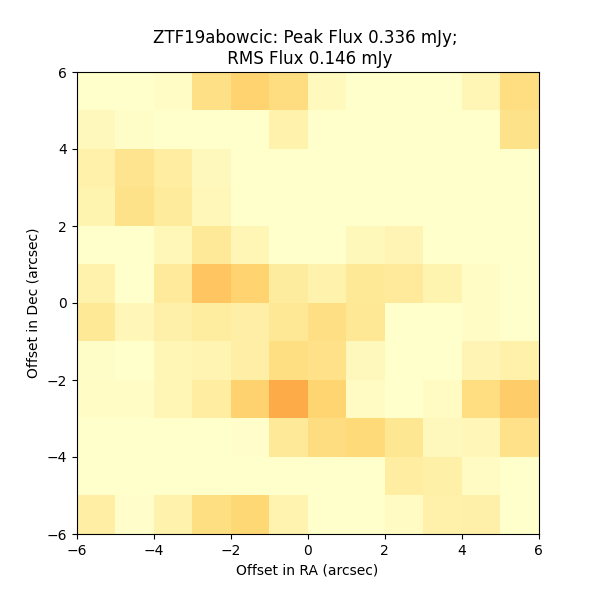 ZTF19abowcic: Peak Flux 0.336 mJy;
RMS Flux 0.146 mJy
6
4
2
0
−2
−4
−6
Offset in Dec (arcsec)
−6 −4 −2 0 2 4 6
Offset in RA (arcsec)